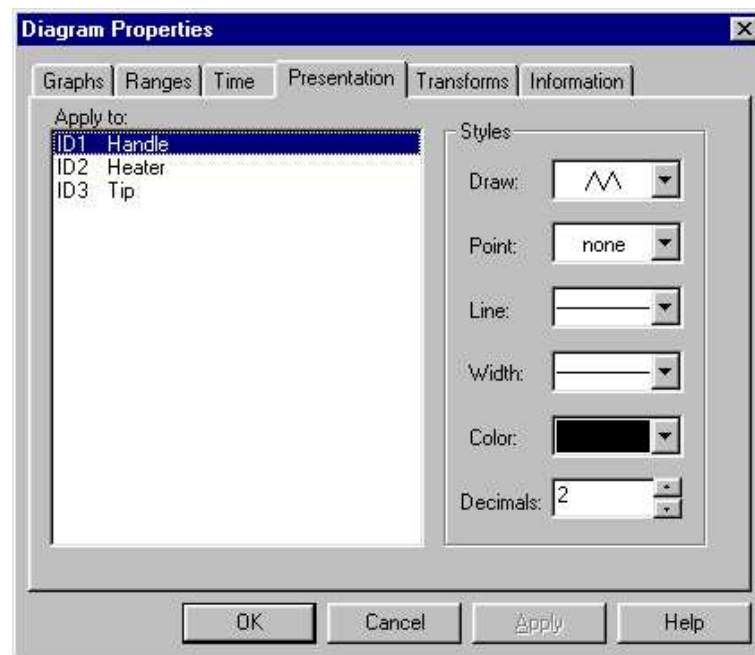 Diagram Properties
Graphs Ranges Time Presentation Transforms Information
Apply to:
ID1 Handle
ID2 Heater
ID3 Tip
Styles
Draw:
Point: none
Line:
Width:
Color:
Decimals: 2
OK Cancel Apply Help